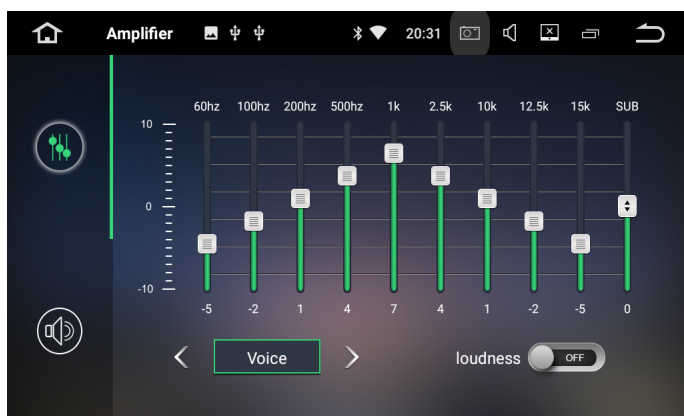 Amplifier 20:31
60hz 100hz 200hz 500hz 1k 2.5k 10k 12.5k 15k SUB
10
0
-10
-5 -2 1 4 7 4 1 -2 -5 0
Voice loudness OFF